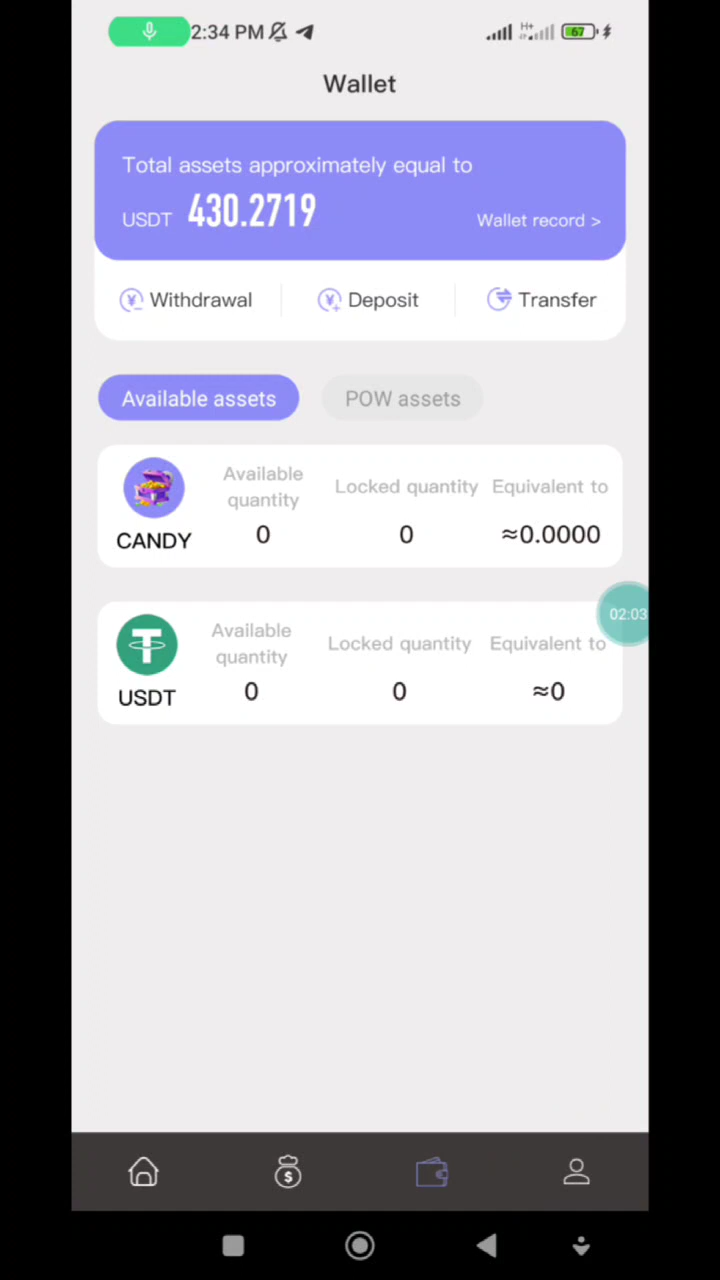 2:34 PM
H+
67
Wallet
Total assets approximately equal to
USDT 430.2719
Wallet record >
Withdrawal
Deposit
Transfer
Available assets
POW assets
Available quantity
Locked quantity
Equivalent to
CANDY
0
0
≈0.0000
Available quantity
Locked quantity
Equivalent to
USDT
0
0
≈0
02:03